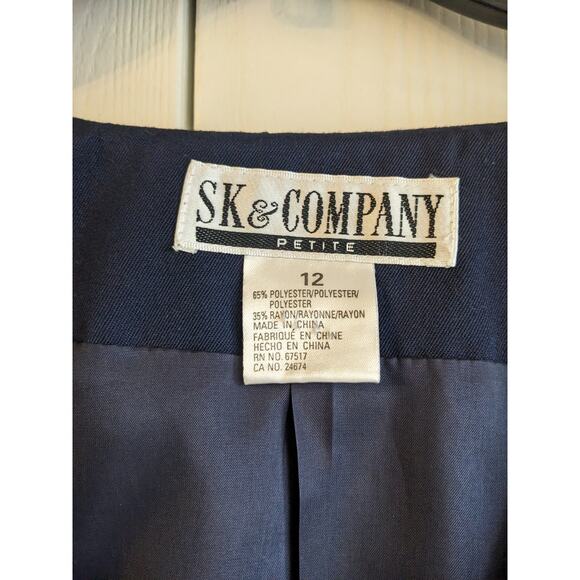 SK & COMPANY
PETITE
12
65% POLYESTER/POLYESTER/
POLYESTER
35% RAYON/RAYONNE/RAYON
MADE IN CHINA
FABRIQUÉ EN CHINE
HECHO EN CHINA
RN NO. 67517
CA NO. 24674